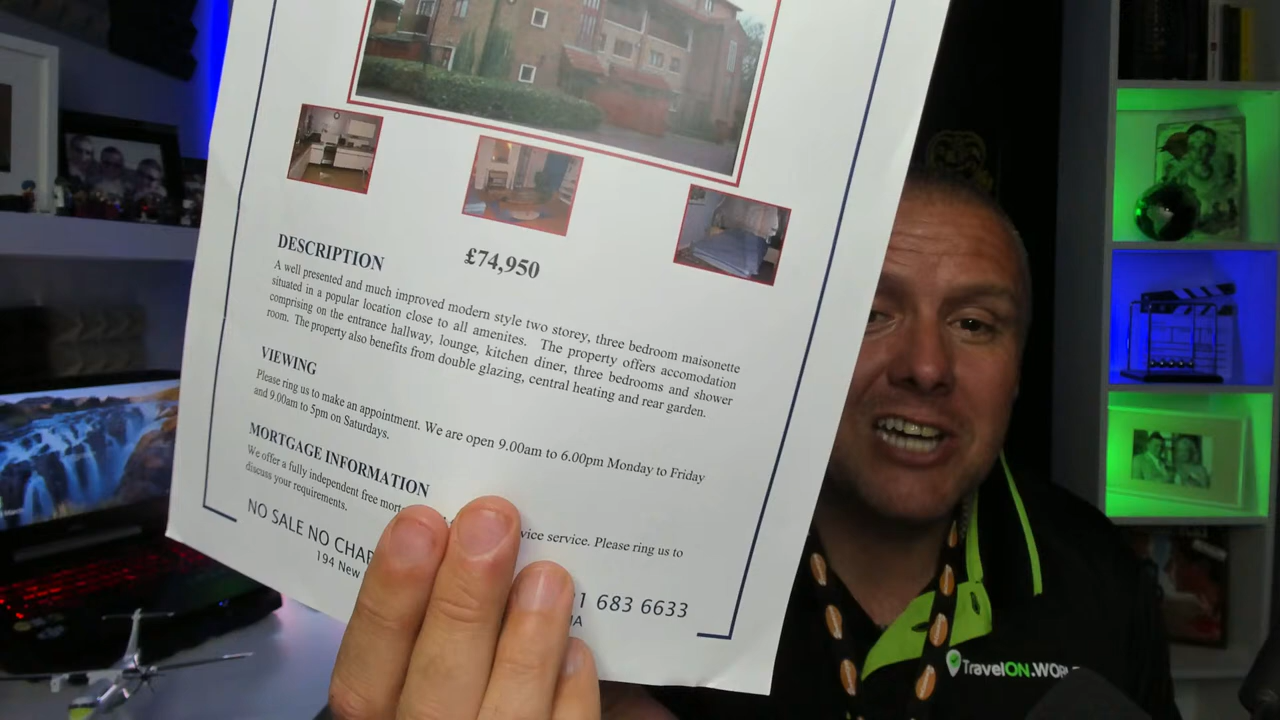 £74,950
DESCRIPTION
A well presented and much improved modern style two storey, three bedroom maisonette
situated in a popular location close to all amenites. The property offers accomodation
comprising on the entrance hallway, lounge, kitchen diner, three bedrooms and shower
room. The property also benefits from double glazing, central heating and rear garden.
VIEWING
Please ring us to make an appointment. We are open 9.00am to 6.00pm Monday to Friday
and 9.00am to 5pm on Saturdays.
MORTGAGE INFORMATION
We offer a fully independent free mort vice service. Please ring us to
discuss your requirements.
NO SALE NO CHAR 1 683 6633
194 New
TravelON.WOR